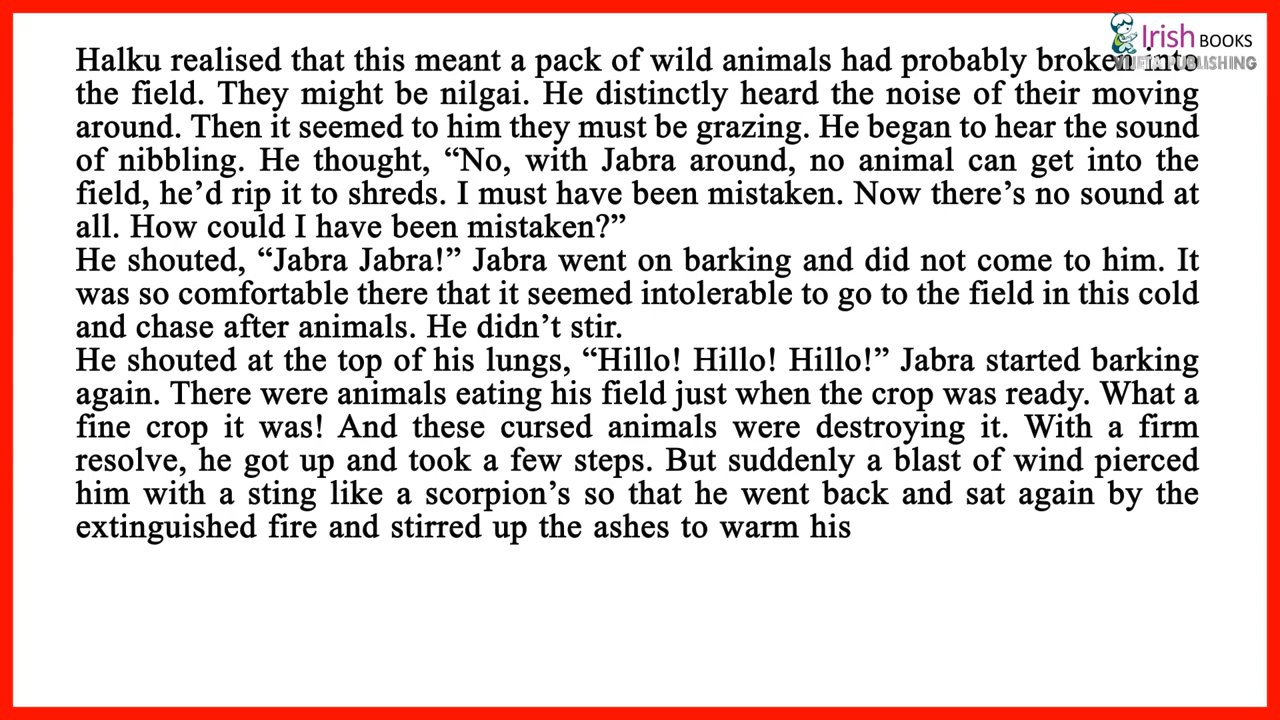 Irish BOOKS
YUFTA PUBLISHING
Halku realised that this meant a pack of wild animals had probably broken into
the field. They might be nilgai. He distinctly heard the noise of their moving
around. Then it seemed to him they must be grazing. He began to hear the sound
of nibbling. He thought, “No, with Jabra around, no animal can get into the
field, he’d rip it to shreds. I must have been mistaken. Now there’s no sound at
all. How could I have been mistaken?”
He shouted, “Jabra Jabra!” Jabra went on barking and did not come to him. It
was so comfortable there that it seemed intolerable to go to the field in this cold
and chase after animals. He didn’t stir.
He shouted at the top of his lungs, “Hillo! Hillo! Hillo!” Jabra started barking
again. There were animals eating his field just when the crop was ready. What a
fine crop it was! And these cursed animals were destroying it. With a firm
resolve, he got up and took a few steps. But suddenly a blast of wind pierced
him with a sting like a scorpion’s so that he went back and sat again by the
extinguished fire and stirred up the ashes to warm his